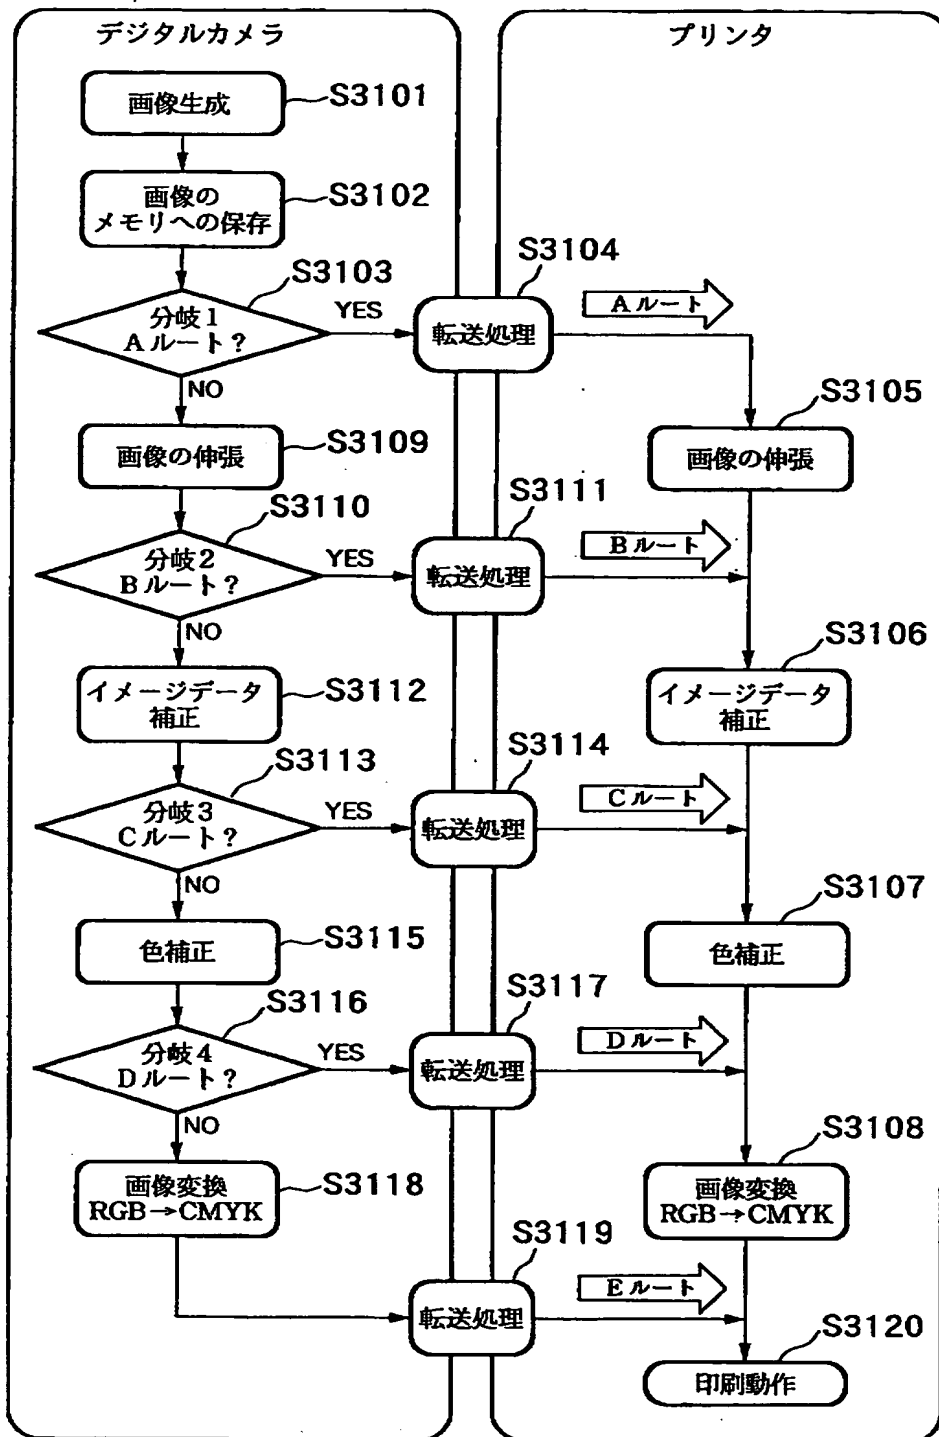 デジタルカメラ
プリンタ
画像生成
S3101
画像の
メモリへの保存
S3102
S3103
分岐1
Aルート?
YES
NO
S3104
転送処理
Aルート
S3105
画像の伸張
画像の伸張
S3109
S3110
分岐2
Bルート?
YES
NO
S3111
転送処理
Bルート
S3106
イメージデータ
補正
イメージデータ
補正
S3112
S3113
分岐3
Cルート?
YES
NO
S3114
転送処理
Cルート
S3107
色補正
色補正
S3115
S3116
分岐4
Dルート?
YES
NO
S3117
転送処理
Dルート
S3108
画像変換
RGB→CMYK
画像変換
RGB→CMYK
S3118
S3119
転送処理
Eルート
S3120
印刷動作